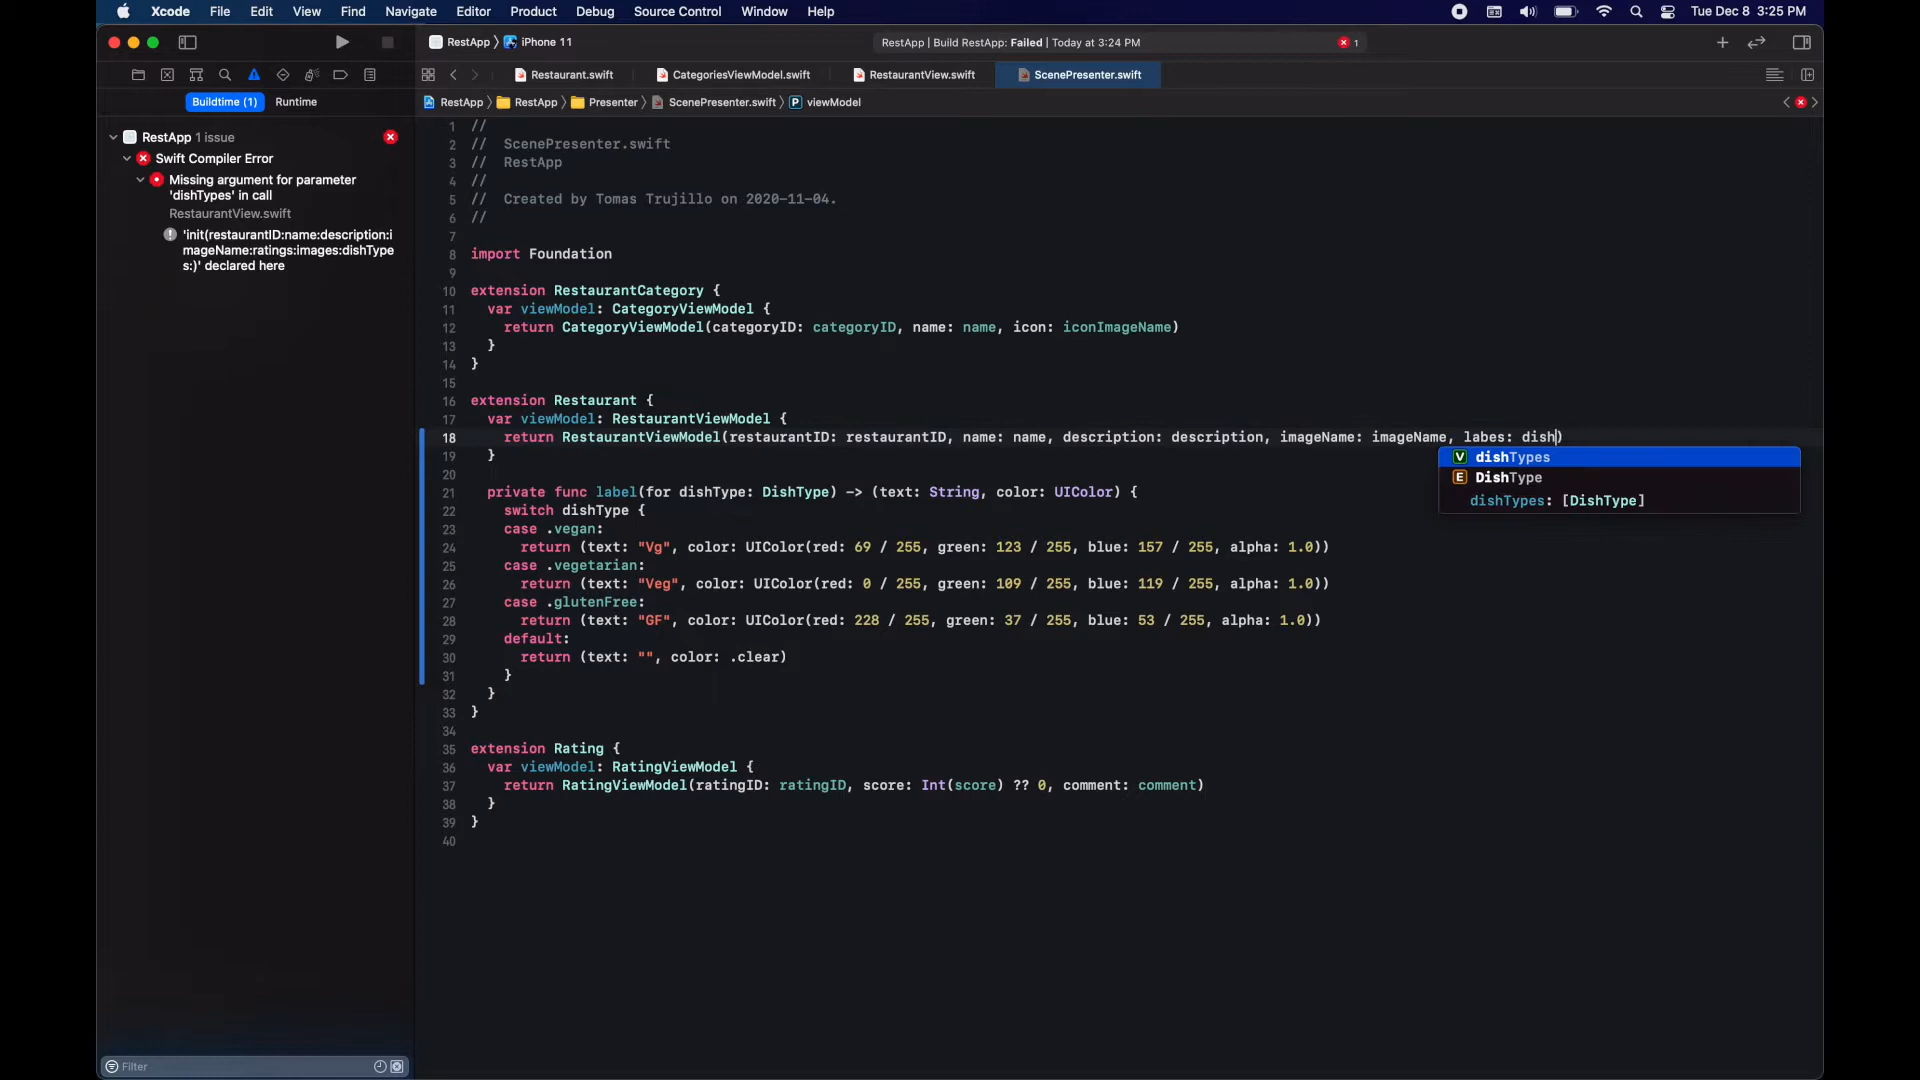 Xcode File Edit View Find Navigate Editor Product Debug Source Control Window Help Tue Dec 8 3:25 PM
RestApp iPhone 11 RestApp | Build RestApp: Failed | Today at 3:24 PM 1
Restaurant.swift CategoriesViewModel.swift RestaurantView.swift ScenePresenter.swift
Buildtime (1) Runtime
RestApp RestApp Presenter ScenePresenter.swift P viewModel
RestApp 1 issue
Swift Compiler Error
Missing argument for parameter
'dishTypes' in call
RestaurantView.swift
'init(restaurantID:name:description:i
mageName:ratings:images:dishType
s:)' declared here
1 //
2 //  ScenePresenter.swift
3 //  RestApp
4 //
5 //  Created by Tomas Trujillo on 2020-11-04.
6 //
7
8 import Foundation
9
10 extension RestaurantCategory {
11   var viewModel: CategoryViewModel {
12     return CategoryViewModel(categoryID: categoryID, name: name, icon: iconImageName)
13   }
14 }
15
16 extension Restaurant {
17   var viewModel: RestaurantViewModel {
18     return RestaurantViewModel(restaurantID: restaurantID, name: name, description: description, imageName: imageName, labes: dish)
V dishTypes
E DishType
dishTypes: [DishType]
19   }
20
21   private func label(for dishType: DishType) -> (text: String, color: UIColor) {
22     switch dishType {
23     case .vegan:
24       return (text: "Vg", color: UIColor(red: 69 / 255, green: 123 / 255, blue: 157 / 255, alpha: 1.0))
25     case .vegetarian:
26       return (text: "Veg", color: UIColor(red: 0 / 255, green: 109 / 255, blue: 119 / 255, alpha: 1.0))
27     case .glutenFree:
28       return (text: "GF", color: UIColor(red: 228 / 255, green: 37 / 255, blue: 53 / 255, alpha: 1.0))
29     default:
30       return (text: "", color: .clear)
31     }
32   }
33 }
34
35 extension Rating {
36   var viewModel: RatingViewModel {
37     return RatingViewModel(ratingID: ratingID, score: Int(score) ?? 0, comment: comment)
38   }
39 }
40
Filter